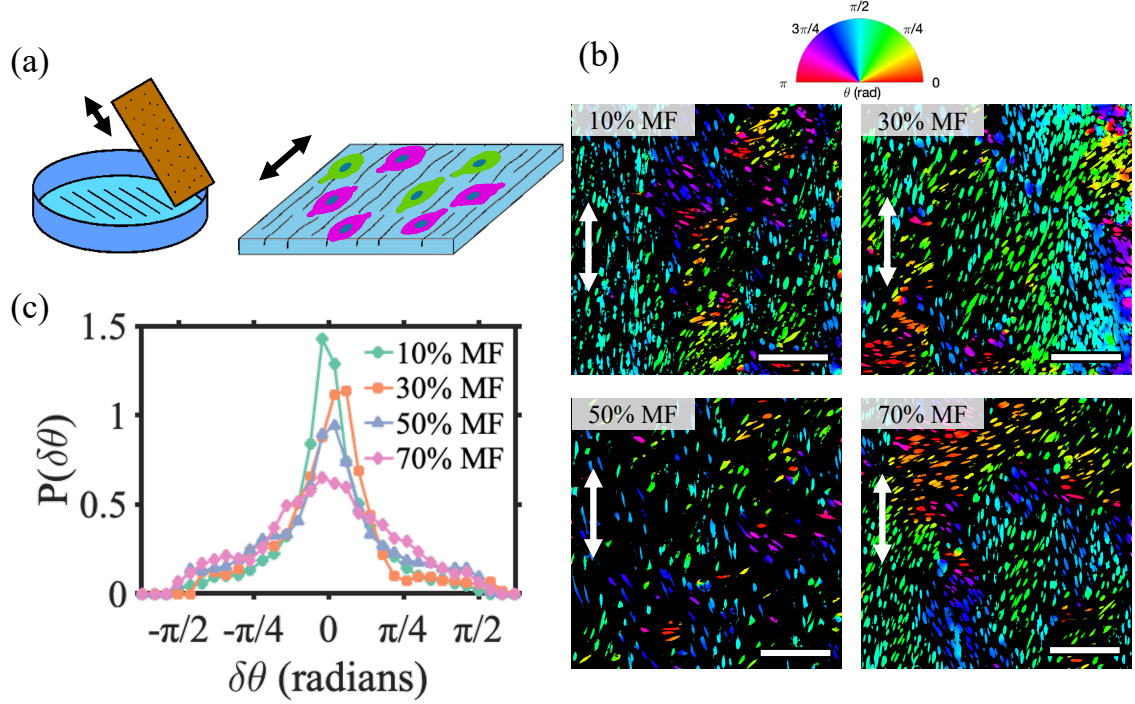 (a)
(b)
π/2
3π/4
π/4
π
0
θ (rad)
10% MF
30% MF
50% MF
70% MF
(c)
1.5
1
0.5
0
P(δθ)
10% MF
30% MF
50% MF
70% MF
-π/2
-π/4
0
π/4
π/2
δθ (radians)